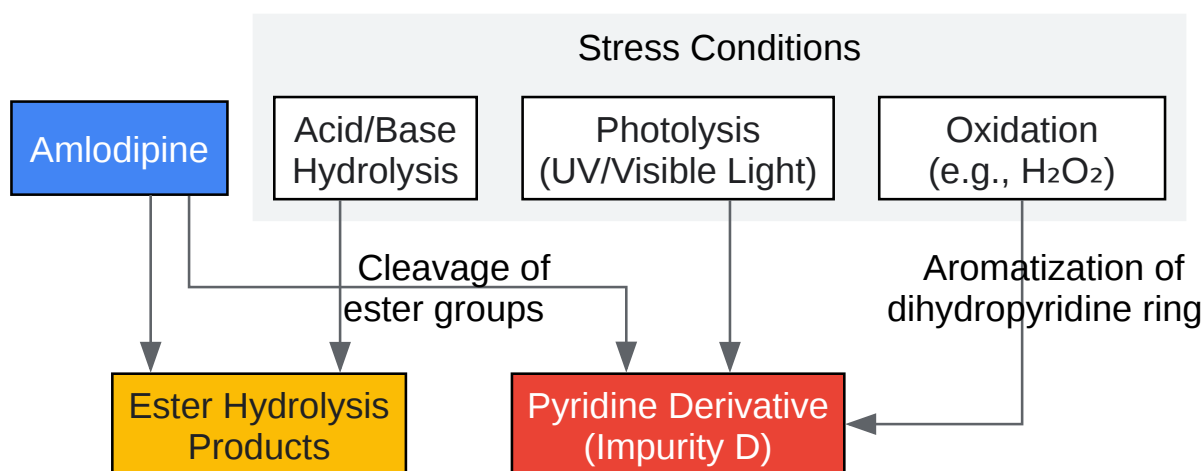 Stress Conditions
Amlodipine
Acid/Base
Hydrolysis
Photolysis
(UV/Visible Light)
Oxidation
(e.g., H₂O₂)
Cleavage of
ester groups
Aromatization of
dihydropyridine ring
Ester Hydrolysis
Products
Pyridine Derivative
(Impurity D)